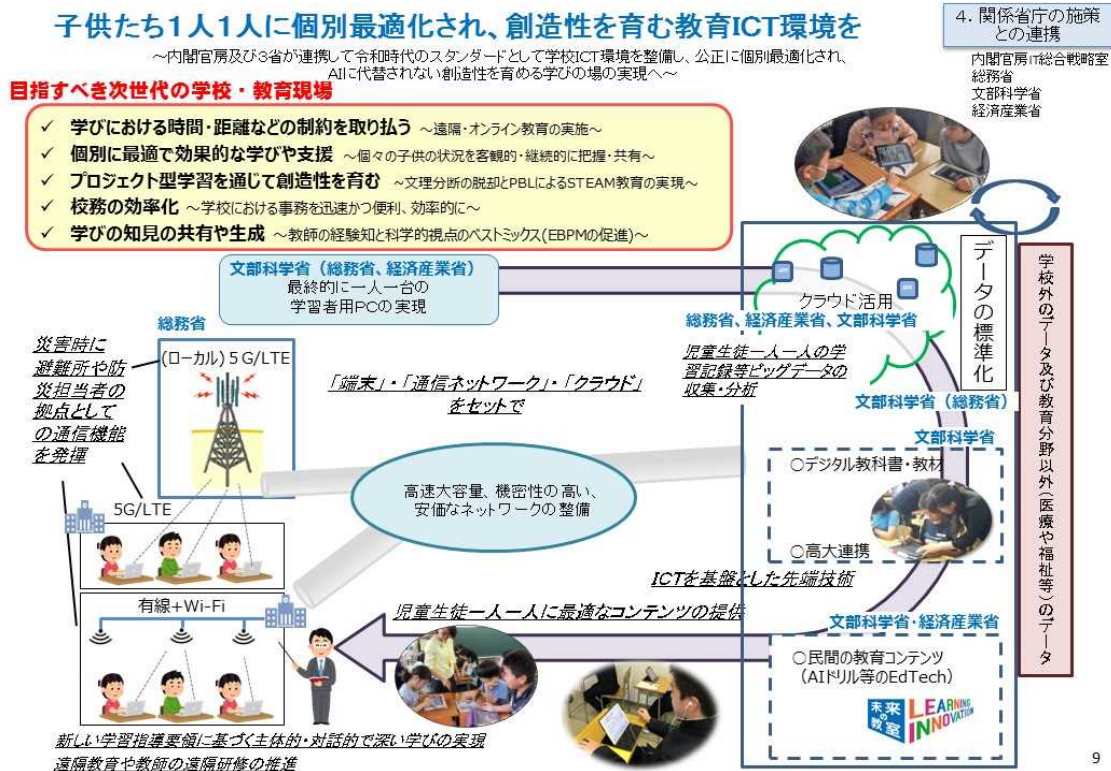 子供たち１人１人に個別最適化され、創造性を育む教育ICT環境を
～内閣官房及び３省が連携して令和時代のスタンダードとして学校ICT環境を整備し、公正に個別最適化され、
AIに代替されない創造性を育める学びの場の実現へ～
4. 関係省庁の施策
との連携
内閣官房IT総合戦略室
総務省
文部科学省
経済産業省
目指すべき次世代の学校・教育現場
✓ 学びにおける時間・距離などの制約を取り払う ～遠隔・オンライン教育の実施～
✓ 個別に最適で効果的な学びや支援 ～個々の子供の状況を客観的・継続的に把握・共有～
✓ プロジェクト型学習を通じて創造性を育む ～文理分断の脱却とPBLによるSTEAM教育の実現～
✓ 校務の効率化 ～学校における事務を迅速かつ便利、効率的に～
✓ 学びの知見の共有や生成 ～教師の経験知と科学的視点のベストミックス(EBPMの促進)～
文部科学省（総務省、経済産業省）
最終的に一人一台の
学習者用PCの実現
クラウド活用
データの標準化
総務省、経済産業省、文部科学省
児童生徒一人一人の学
習記録等ビッグデータの
収集・分析
文部科学省（総務省）
学校外のデータ及び教育分野以外（医療や福祉等）のデータ
総務省
(ローカル)５G/LTE
災害時に
避難所や防
災担当者の
拠点として
の通信機能
を発揮
「端末」・「通信ネットワーク」・「クラウド」
をセットで
高速大容量、機密性の高い、
安価なネットワークの整備
文部科学省
○デジタル教科書・教材
○高大連携
5G/LTE
有線+Wi-Fi
ICTを基盤とした先端技術
児童生徒一人一人に最適なコンテンツの提供
文部科学省・経済産業省
○民間の教育コンテンツ
（AIドリル等のEdTech）
未来の教室
LEARNING
INNOVATION
新しい学習指導要領に基づく主体的・対話的で深い学びの実現
遠隔教育や教師の遠隔研修の推進
9